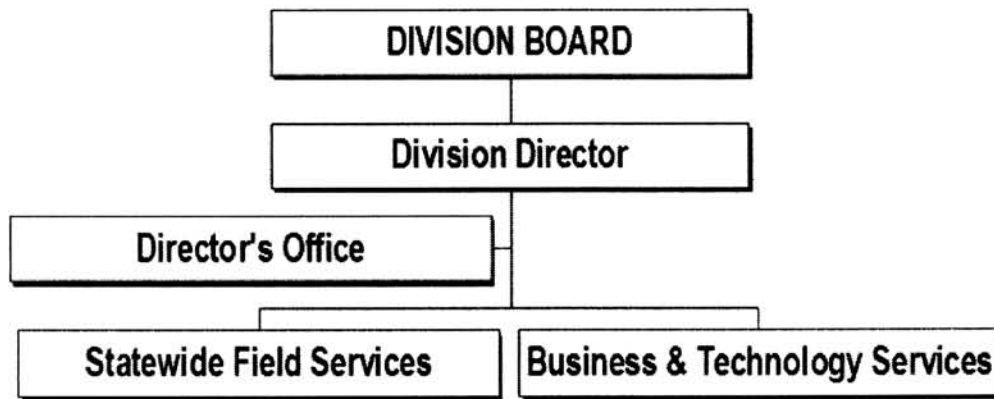 DIVISION BOARD
Division Director
Director's Office
Statewide Field Services
Business & Technology Services